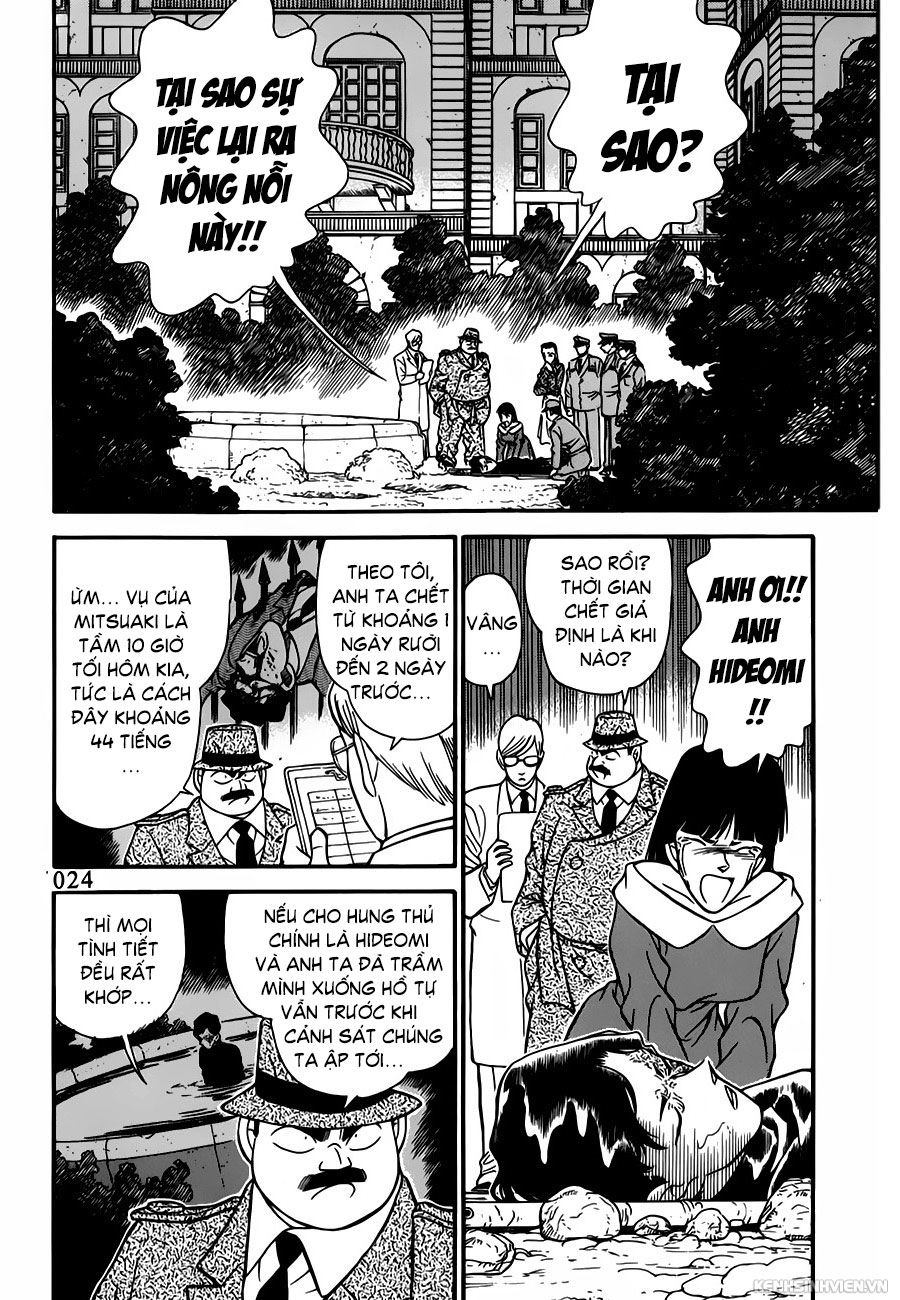 TẠI
SAO?
TẠI SAO SỰ
VIỆC LẠI RA
NÔNG NỖI
NÀY!!
ANH ƠI!!
ANH
HIDEOMI
!!
SAO RỒI?
THỜI GIAN
CHẾT GIẢ
ĐỊNH LÀ KHI
NÀO?
VÂNG
...
THEO TÔI,
ANH TA CHẾT
TỪ KHOẢNG 1
NGÀY RƯỠI
ĐẾN 2 NGÀY
TRƯỚC...
ỪM... VỤ CỦA
MITSUAKI LÀ
TẦM 10 GIỜ
TỐI HÔM KIA,
TỨC LÀ CÁCH
ĐÂY KHOẢNG
44 TIẾNG
...
024
NẾU CHO HUNG THỦ
CHÍNH LÀ HIDEOMI
VÀ ANH TA ĐÃ TRẦM
MÌNH XUỐNG HỒ TỰ
VẪN TRƯỚC KHI
CẢNH SÁT CHÚNG
TA ẬP TỚI...
THÌ MỌI
TÌNH TIẾT
ĐỀU RẤT
KHỚP...
KENHSINHVIEN.VN